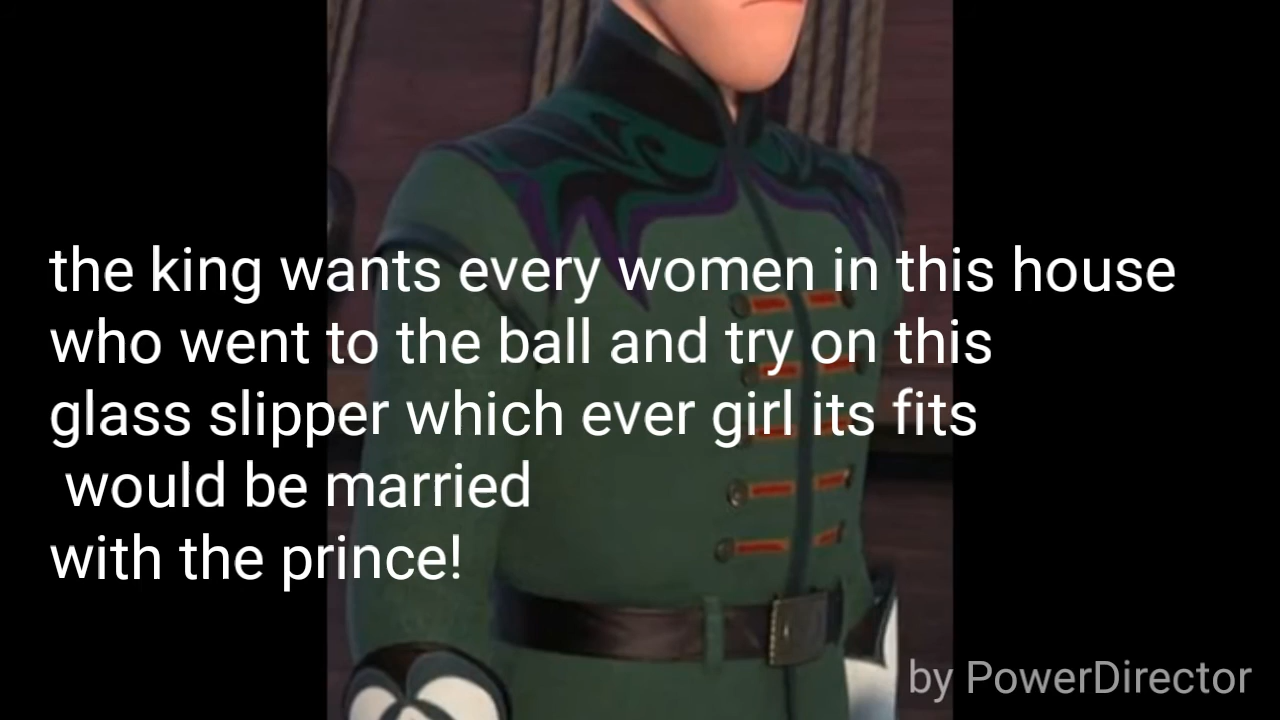 the king wants every women in this house
who went to the ball and try on this
glass slipper which ever girl its fits
would be married
with the prince!
by PowerDirector